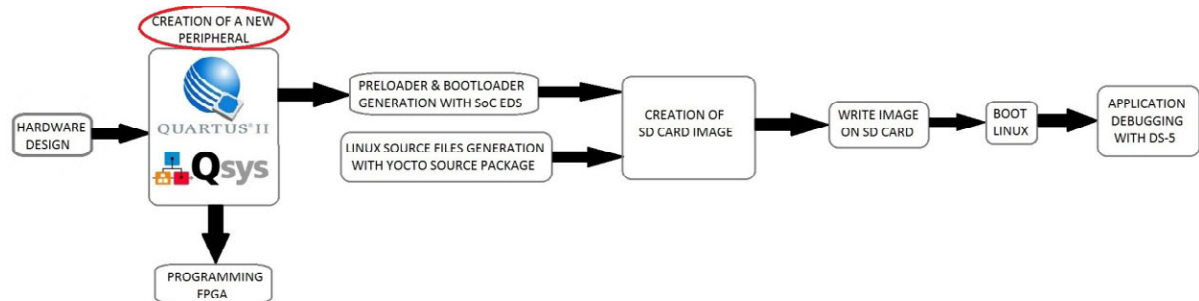 CREATION OF A NEW
PERIPHERAL
QUARTUS® II
Qsys
HARDWARE
DESIGN
PRELOADER & BOOTLOADER
GENERATION WITH SoC EDS
LINUX SOURCE FILES GENERATION
WITH YOCTO SOURCE PACKAGE
CREATION OF
SD CARD IMAGE
WRITE IMAGE
ON SD CARD
BOOT
LINUX
APPLICATION
DEBUGGING
WITH DS-5
PROGRAMMING
FPGA